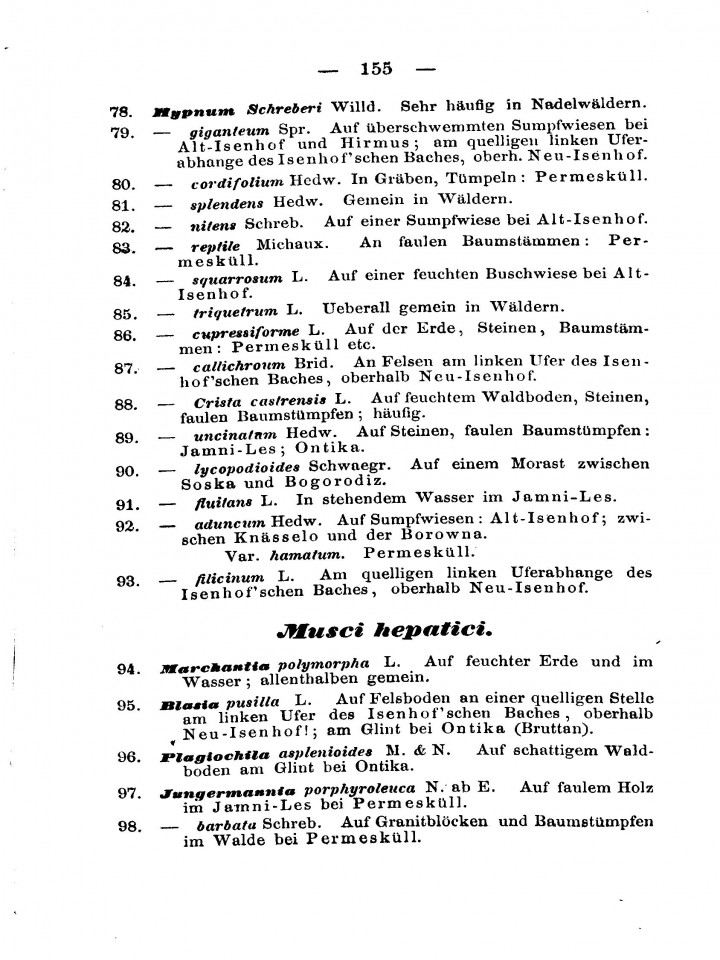 — 155 —
78. Hypnum Schreberi Willd. Sehr häufig in Nadelwäldern.
79. — giganteum Spr. Auf überschwemmten Sumpfwiesen bei
Alt-Isenhof und Hirmus; am quelligen linken Ufer-
abhange des Isenhof'schen Baches, oberh. Neu-Isenhof.
80. — cordifolium Hedw. In Gräben, Tümpeln: Permesküll.
81. — splendens Hedw. Gemein in Wäldern.
82. — nitens Schreb. Auf einer Sumpfwiese bei Alt-Isenhof.
83. — reptile Michaux. An faulen Baumstämmen: Per-
mesküll.
84. — squarrosum L. Auf einer feuchten Buschwiese bei Alt-
Isenhof.
85. — triquetrum L. Ueberall gemein in Wäldern.
86. — cupressiforme L. Auf der Erde, Steinen, Baumstäm-
men: Permesküll etc.
87. — callichroum Brid. An Felsen am linken Ufer des Isen-
hof'schen Baches, oberhalb Neu-Isenhof.
88. — Crista castrensis L. Auf feuchtem Waldboden, Steinen,
faulen Baumstümpfen; häufig.
89. — uncinatum Hedw. Auf Steinen, faulen Baumstümpfen:
Jamni-Les; Ontika.
90. — lycopodioides Schwaegr. Auf einem Morast zwischen
Soska und Bogorodiz.
91. — fluitans L. In stehendem Wasser im Jamni-Les.
92. — aduncum Hedw. Auf Sumpfwiesen: Alt-Isenhof; zwi-
schen Knässelo und der Borowna.
Var. hamatum. Permesküll.
93. — filicinum L. Am quelligen linken Uferabhange des
Isenhof'schen Baches, oberhalb Neu-Isenhof.
Musci hepatici.
94. Marchantia polymorpha L. Auf feuchter Erde und im
Wasser; allenthalben gemein.
95. Blasia pusilla L. Auf Felsboden an einer quelligen Stelle
am linken Ufer des Isenhof'schen Baches, oberhalb
Neu-Isenhof!; am Glint bei Ontika (Bruttan).
96. Plagiochila asplenioides M. & N. Auf schattigem Wald-
boden am Glint bei Ontika.
97. Jungermannia porphyroleuca N. ab E. Auf faulem Holz
im Jamni-Les bei Permesküll.
98. — barbata Schreb. Auf Granitblöcken und Baumstümpfen
im Walde bei Permesküll.